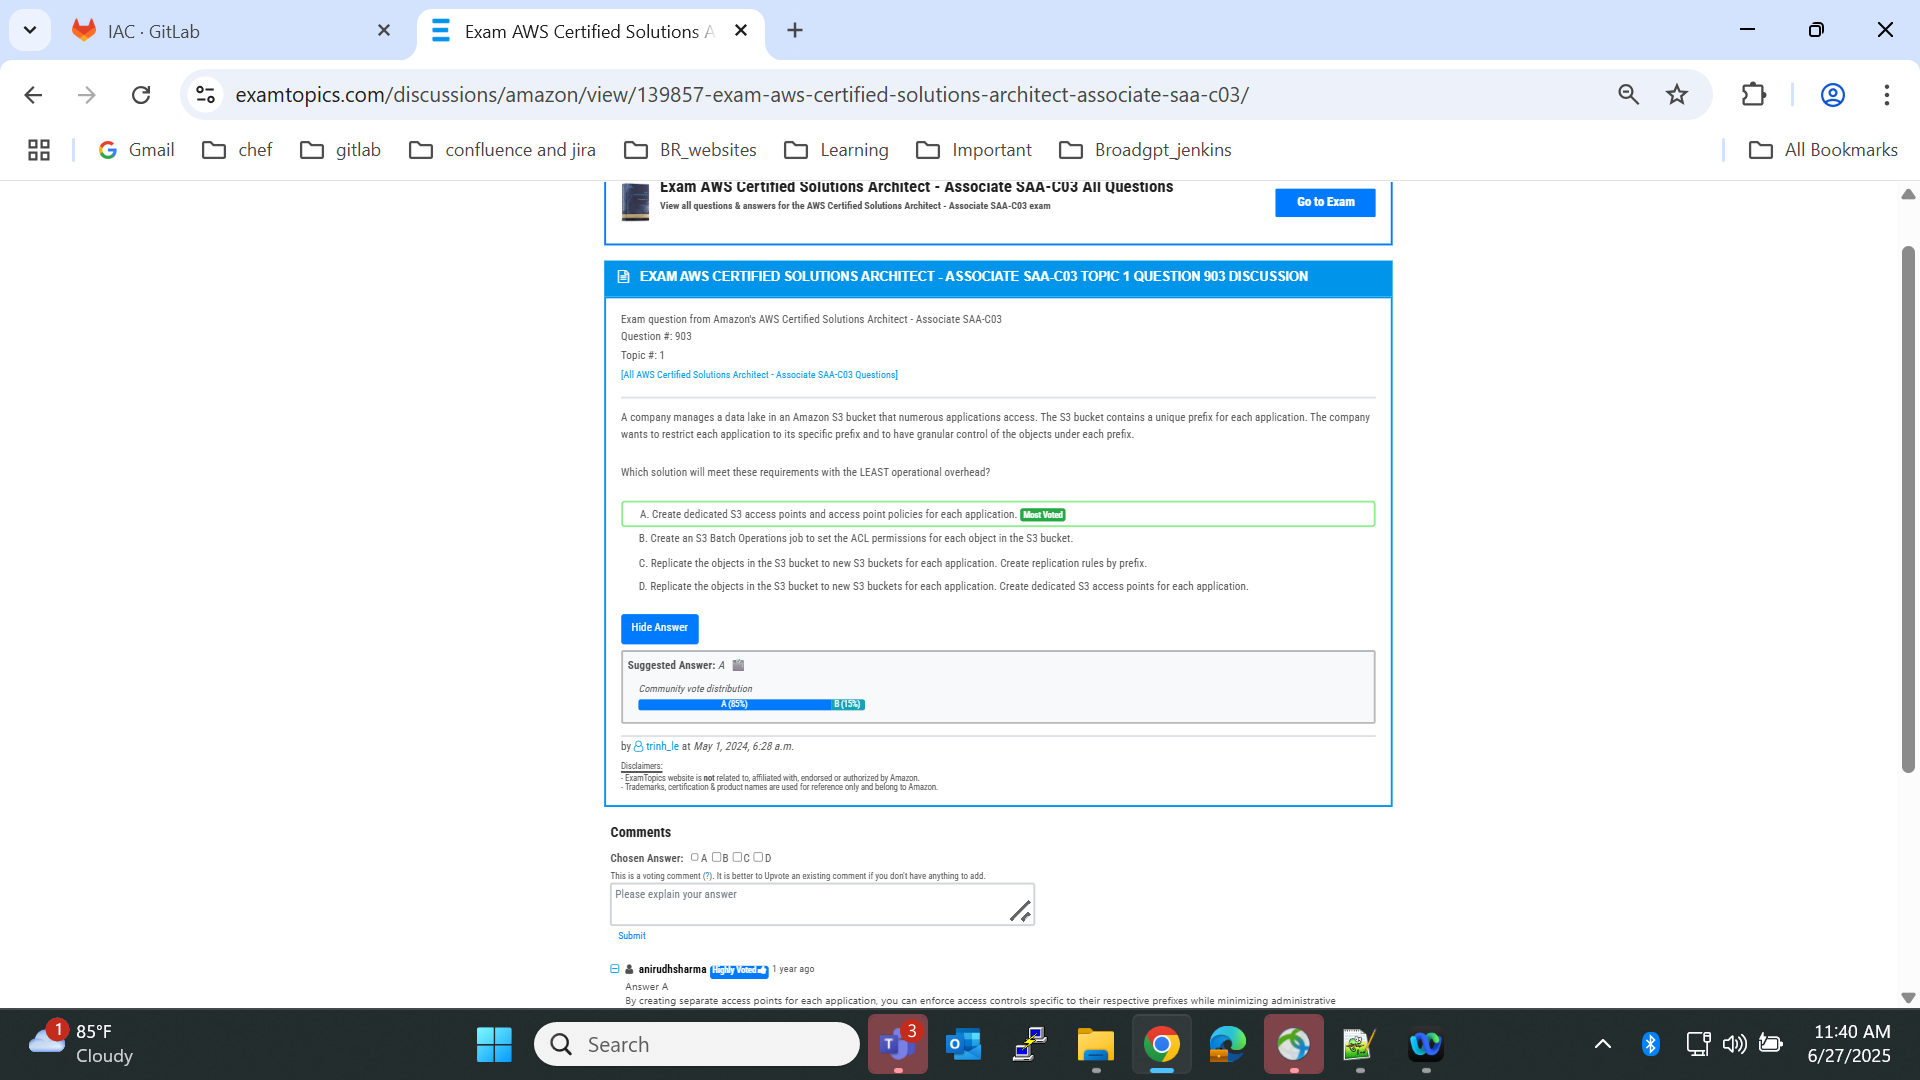 IAC · GitLab
Exam AWS Certified Solutions A
examtopics.com/discussions/amazon/view/139857-exam-aws-certified-solutions-architect-associate-saa-c03/
Gmail chef gitlab confluence and jira BR_websites Learning Important Broadgpt_jenkins All Bookmarks
Exam AWS Certified Solutions Architect - Associate SAA-C03 All Questions
View all questions & answers for the AWS Certified Solutions Architect - Associate SAA-C03 exam
Go to Exam
EXAM AWS CERTIFIED SOLUTIONS ARCHITECT - ASSOCIATE SAA-C03 TOPIC 1 QUESTION 903 DISCUSSION
Exam question from Amazon's AWS Certified Solutions Architect - Associate SAA-C03
Question #: 903
Topic #: 1
[All AWS Certified Solutions Architect - Associate SAA-C03 Questions]
A company manages a data lake in an Amazon S3 bucket that numerous applications access. The S3 bucket contains a unique prefix for each application. The company
wants to restrict each application to its specific prefix and to have granular control of the objects under each prefix.
Which solution will meet these requirements with the LEAST operational overhead?
A. Create dedicated S3 access points and access point policies for each application. Most Voted
B. Create an S3 Batch Operations job to set the ACL permissions for each object in the S3 bucket.
C. Replicate the objects in the S3 bucket to new S3 buckets for each application. Create replication rules by prefix.
D. Replicate the objects in the S3 bucket to new S3 buckets for each application. Create dedicated S3 access points for each application.
Hide Answer
Suggested Answer: A
Community vote distribution
A (85%) B (15%)
by trinh_le at May 1, 2024, 6:28 a.m.
Disclaimers:
- ExamTopics website is not related to, affiliated with, endorsed or authorized by Amazon.
- Trademarks, certification & product names are used for reference only and belong to Amazon.
Comments
Chosen Answer: A B C D
This is a voting comment (?). It is better to Upvote an existing comment if you don't have anything to add.
Please explain your answer
Submit
anirudhsharma Highly Voted 1 year ago
Answer A
By creating separate access points for each application, you can enforce access controls specific to their respective prefixes while minimizing administrative
1
85°F
Cloudy
Search
3
11:40 AM
6/27/2025